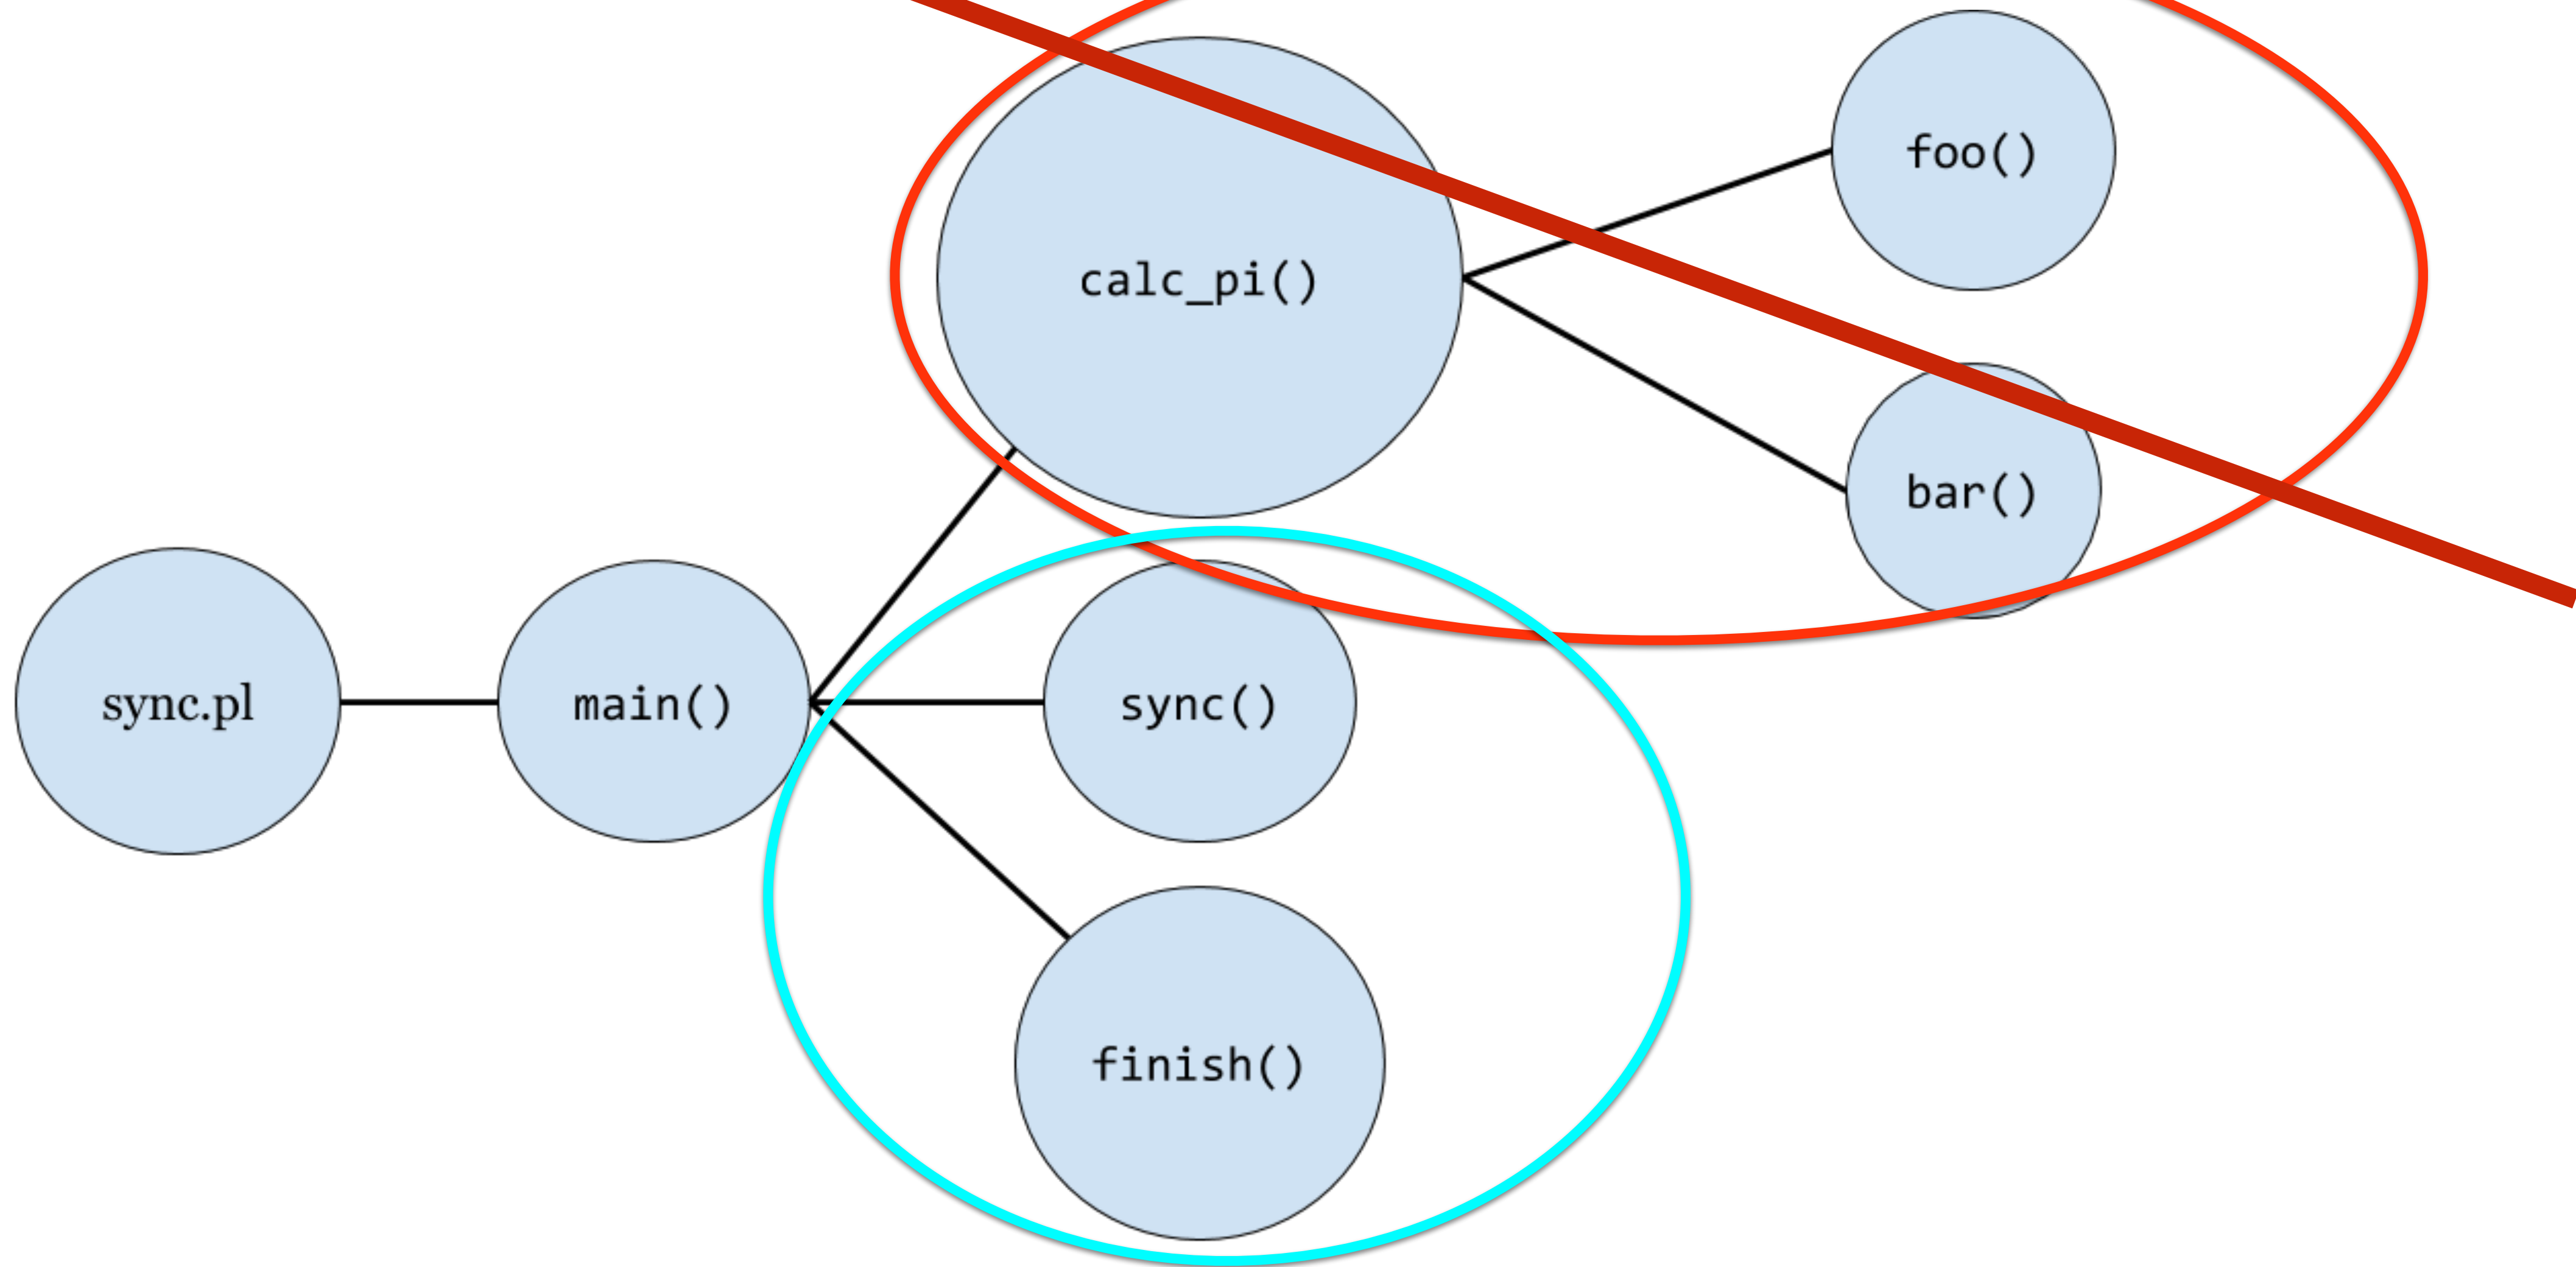 foo()
calc_pi()
bar()
sync.pl
main()
sync()
finish()